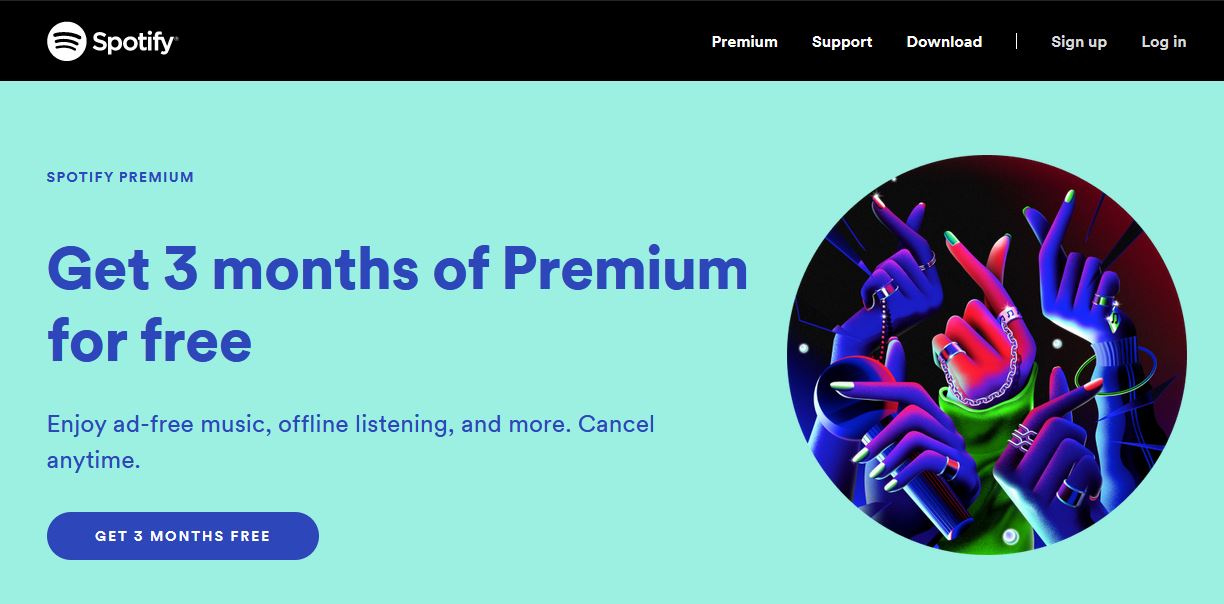 Spotify
Premium
Support
Download
Sign up
Log in
SPOTIFY PREMIUM
Get 3 months of Premium
for free
Enjoy ad-free music, offline listening, and more. Cancel
anytime.
GET 3 MONTHS FREE